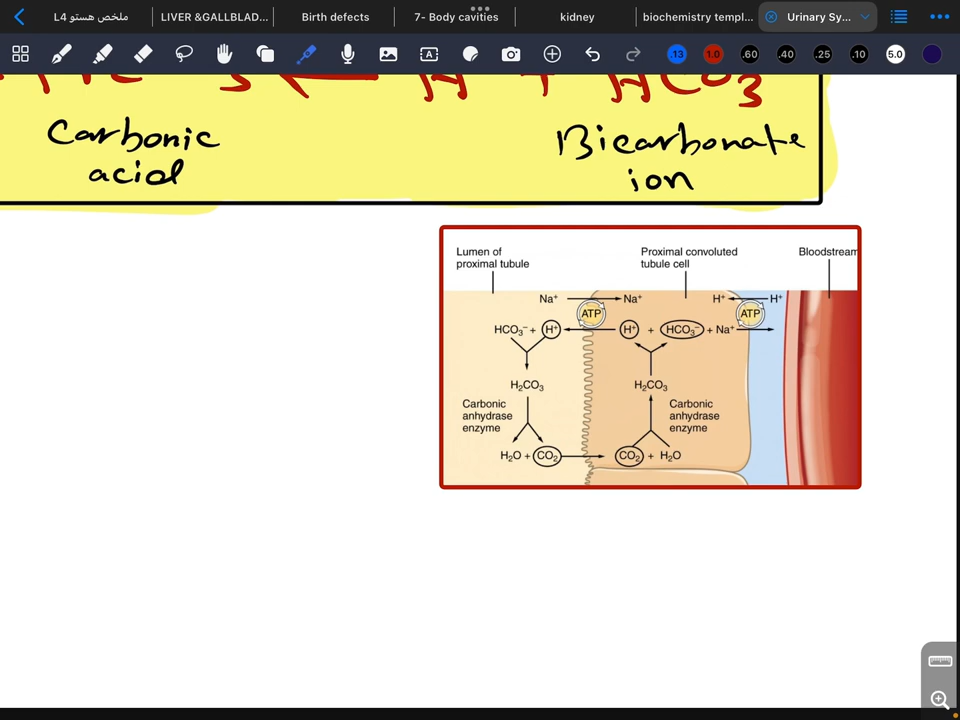 L4 ملخص هستو
LIVER &GALLBLAD...
Birth defects
7- Body cavities
kidney
biochemistry templ...
Urinary Sy...
A
13
1.0
.60
.40
.25
.10
5.0
H + HCO3
Carbonic
acid
Bicarbonate
ion
Lumen of
proximal tubule
Proximal convoluted
tubule cell
Bloodstream
Na⁺ Na⁺ H⁺ H⁺
ATP ATP
HCO₃⁻ + H⁺ H⁺ + HCO₃⁻ + Na⁺
H₂CO₃ H₂CO₃
Carbonic
anhydrase
enzyme
Carbonic
anhydrase
enzyme
H₂O + CO₂ CO₂ + H₂O